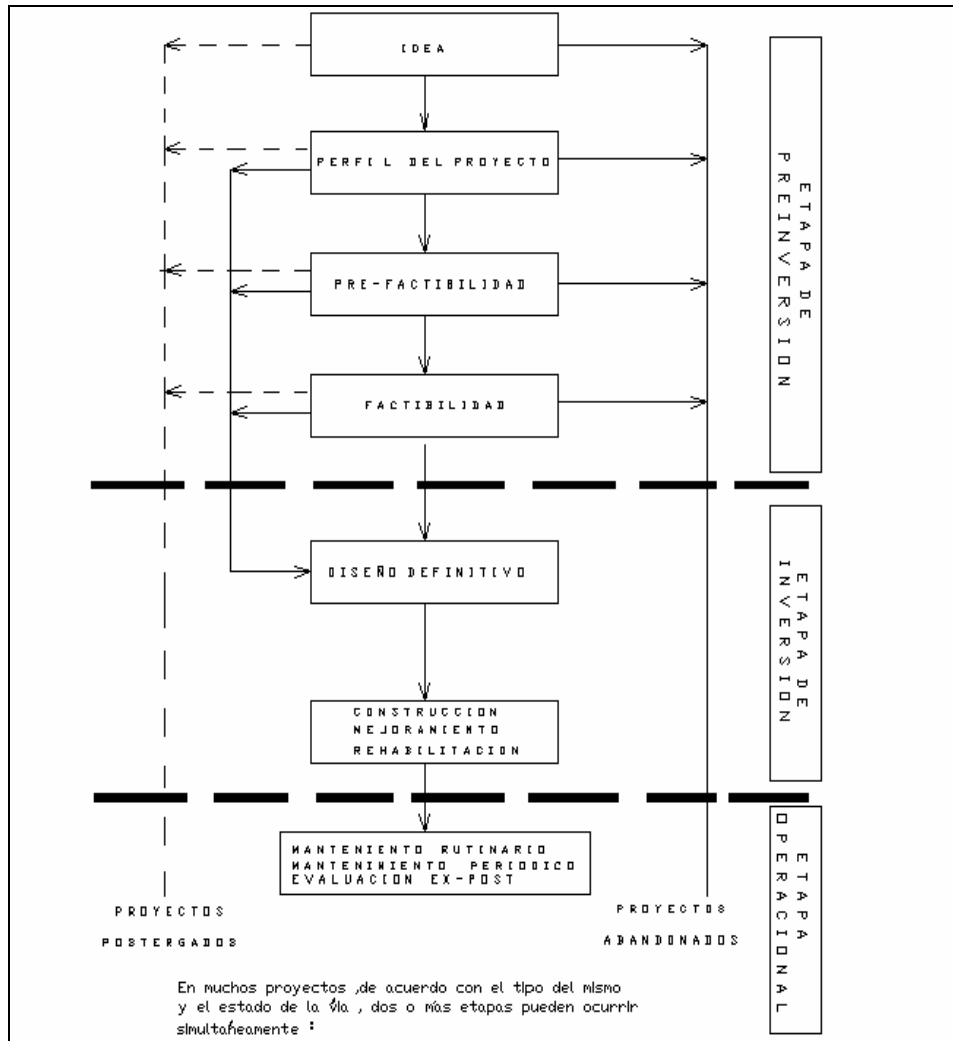 IDEA
PERFIL DEL PROYECTO
PRE-FACTIBILIDAD
FACTIBILIDAD
ETAPA DE
PREINVERSION
DISEÑO DEFINITIVO
CONSTRUCCION
MEJORAMIENTO
REHABILITACION
ETAPA DE
INVERSION
MANTENIENTO RUTINARIO
MANTENIMIENTO PERIODICO
EVALUACION EX-POST
ETAPA
OPERACIONAL
PROYECTOS
POSTERGADOS
PROYECTOS
ABANDONADOS
En muchos proyectos ,de acuerdo con el tipo del mismo
y el estado de la vía , dos o más etapas pueden ocurrir
simultáneamente :